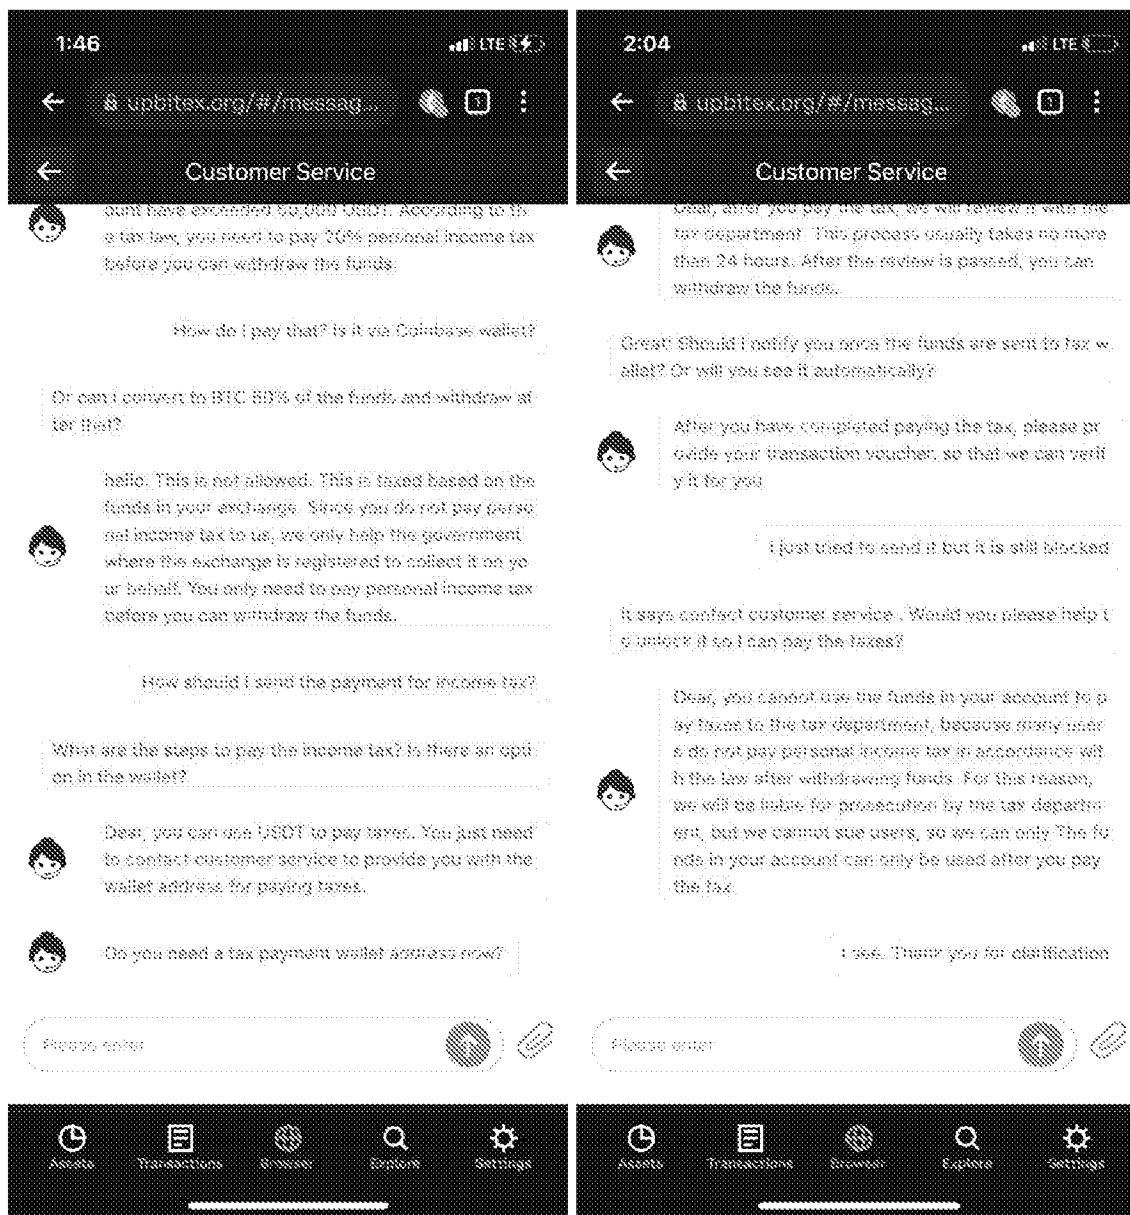 1:46
LTE
upbitex.org/#/messag...
1
Customer Service
ount have exceeded 50,000 USDT. According to th
e tax law, you need to pay 20% personal income tax
before you can withdraw the funds.
How do I pay that? Is it via Coinbase wallet?
Or can I convert to BTC 80% of the funds and withdraw af
ter that?
hello. This is not allowed. This is taxed based on the
funds in your exchange. Since you do not pay perso
nal income tax to us, we only help the government
where the exchange is registered to collect it on yo
ur behalf. You only need to pay personal income tax
before you can withdraw the funds.
How should I send the payment for income tax?
What are the steps to pay the income tax? Is there an opti
on in the wallet?
Dear, you can use USDT to pay taxes. You just need
to contact customer service to provide you with the
wallet address for paying taxes.
Do you need a tax payment wallet address now?
Please enter
Assets
Transactions
Browser
Explore
Settings
2:04
LTE
upbitex.org/#/messag...
1
Customer Service
Dear, after you pay the tax, we will review it with the
tax department. This process usually takes no more
than 24 hours. After the review is passed, you can
withdraw the funds.
Great! Should I notify you once the funds are sent to tax w
allet? Or will you see it automatically?
After you have completed paying the tax, please pr
ovide your transaction voucher, so that we can verif
y it for you
I just tried to send it but it is still blocked
It says contact customer service . Would you please help t
o unlock it so I can pay the taxes?
Dear, you cannot use the funds in your account to p
ay taxes to the tax department, because many user
s do not pay personal income tax in accordance wit
h the law after withdrawing funds. For this reason,
we will be liable for prosecution by the tax departm
ent, but we cannot sue users, so we can only The fu
nds in your account can only be used after you pay
the tax
I see. Thank you for clarification
Please enter
Assets
Transactions
Browser
Explore
Settings